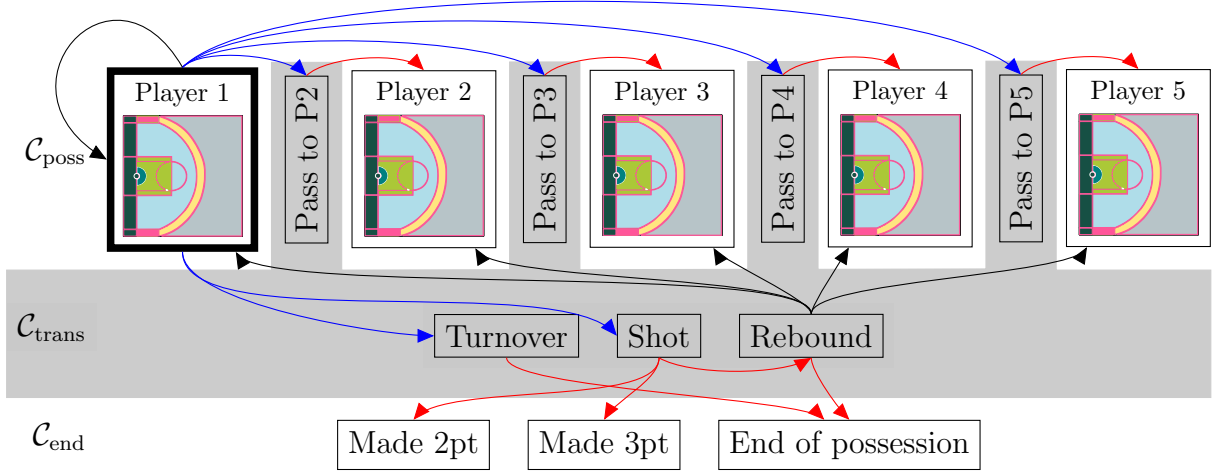 Player 1
Pass to P2
Player 2
Pass to P3
Player 3
Pass to P4
Player 4
Pass to P5
Player 5
𝒞poss
𝒞trans
Turnover
Shot
Rebound
𝒞end
Made 2pt
Made 3pt
End of possession